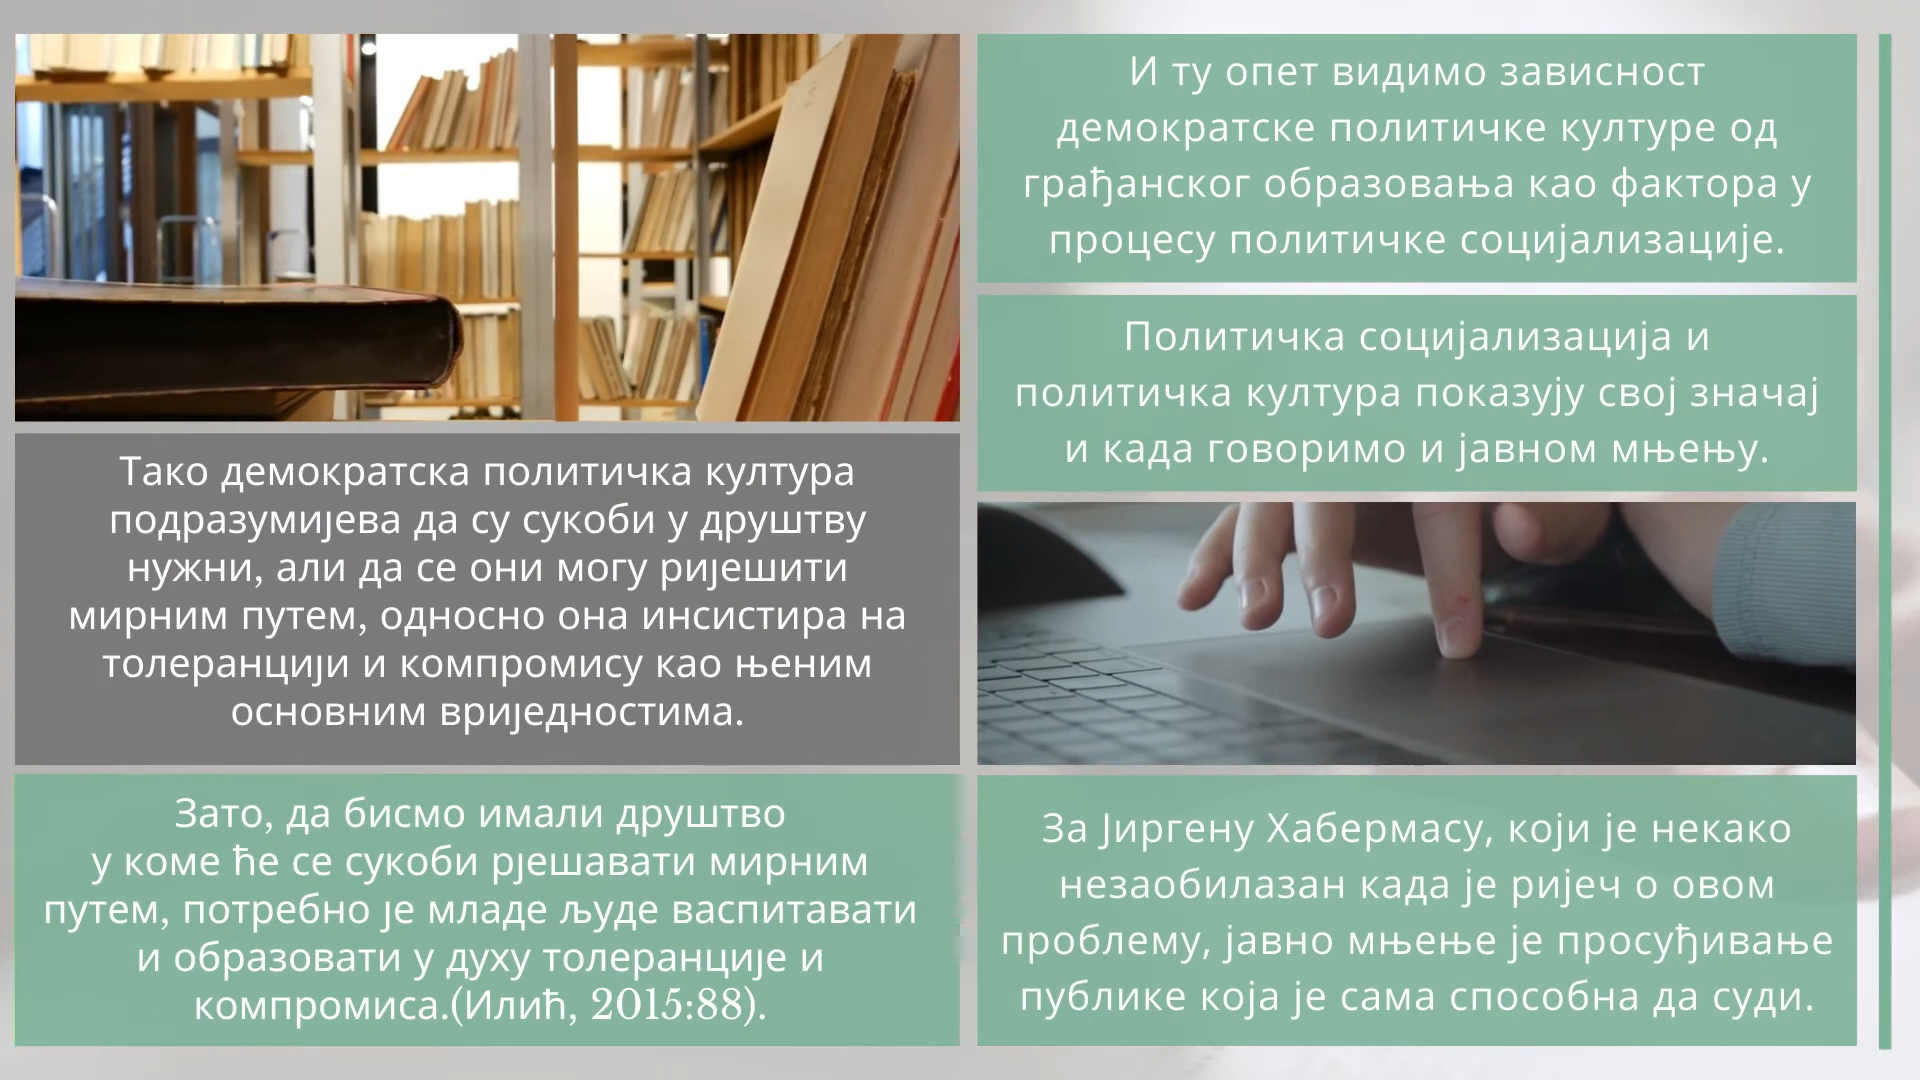 Тако демократска политичка култура
подразумијева да су сукоби у друштву
нужни, али да се они могу ријешити
мирним путем, односно она инсистира на
толеранцији и компромису као њеним
основним вриједностима.
Зато, да бисмо имали друштво
у коме ће се сукоби рјешавати мирним
путем, потребно је младе људе васпитавати
и образовати у духу толеранције и
компромиса.(Илић, 2015:88).
И ту опет видимо зависност
демократске политичке културе од
грађанског образовања као фактора у
процесу политичке социјализације.
Политичка социјализација и
политичка култура показују свој значај
и када говоримо и јавном мњењу.
За Јиргену Хабермасу, који је некако
незаобилазан када је ријеч о овом
проблему, јавно мњење је просуђивање
публике која је сама способна да суди.